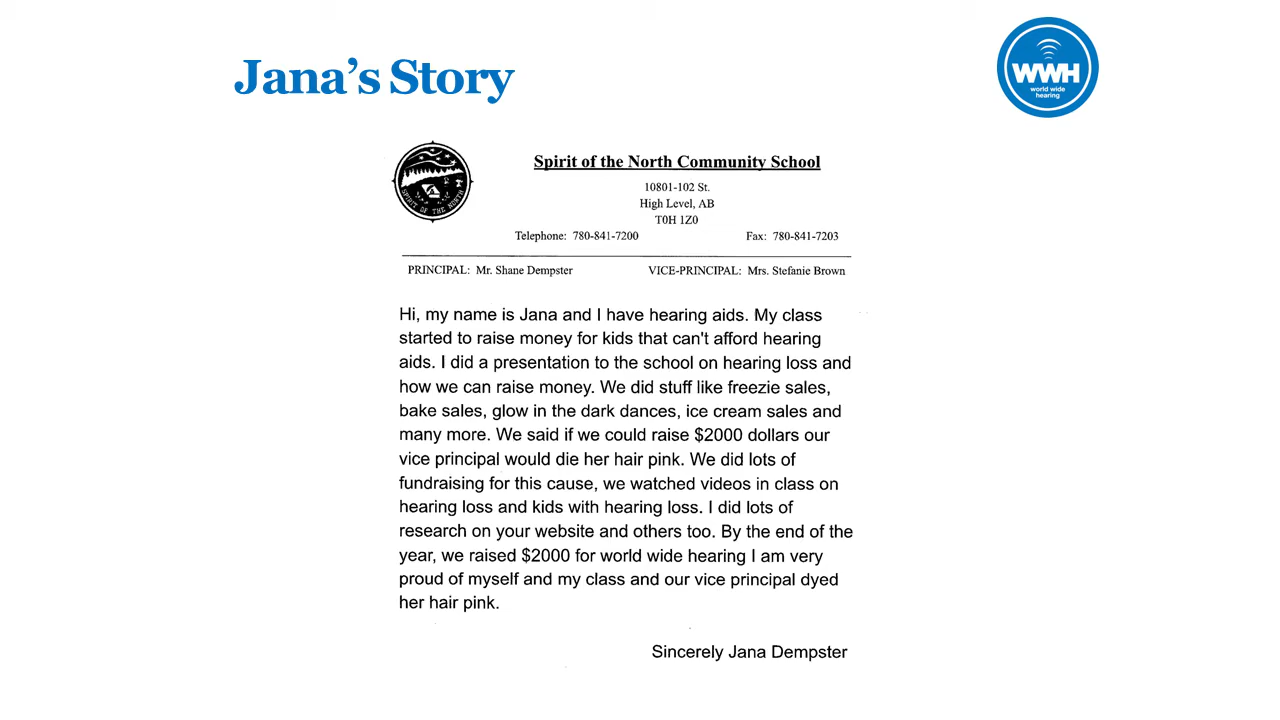 Jana's Story
WWH
world wide
hearing
SPIRIT OF THE NORTH
Spirit of the North Community School
10801-102 St.
High Level, AB
T0H 1Z0
Telephone: 780-841-7200 Fax: 780-841-7203
PRINCIPAL: Mr. Shane Dempster VICE-PRINCIPAL: Mrs. Stefanie Brown
Hi, my name is Jana and I have hearing aids. My class
started to raise money for kids that can't afford hearing
aids. I did a presentation to the school on hearing loss and
how we can raise money. We did stuff like freezie sales,
bake sales, glow in the dark dances, ice cream sales and
many more. We said if we could raise $2000 dollars our
vice principal would die her hair pink. We did lots of
fundraising for this cause, we watched videos in class on
hearing loss and kids with hearing loss. I did lots of
research on your website and others too. By the end of the
year, we raised $2000 for world wide hearing I am very
proud of myself and my class and our vice principal dyed
her hair pink.
Sincerely Jana Dempster